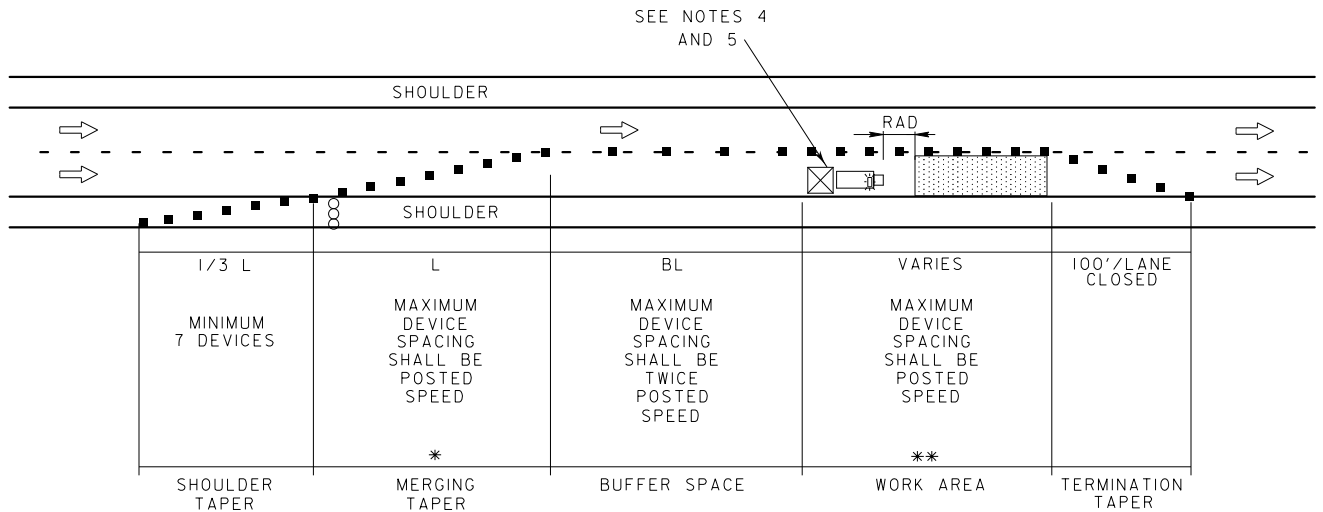 SEE NOTES 4
AND 5
SHOULDER
RAD
SHOULDER
1/3 L
L
BL
VARIES
100'/LANE
CLOSED
MINIMUM
7 DEVICES
MAXIMUM
DEVICE
SPACING
SHALL BE
POSTED
SPEED
*
MAXIMUM
DEVICE
SPACING
SHALL BE
TWICE
POSTED
SPEED
MAXIMUM
DEVICE
SPACING
SHALL BE
POSTED
SPEED
**
SHOULDER
TAPER
MERGING
TAPER
BUFFER SPACE
WORK AREA
TERMINATION
TAPER